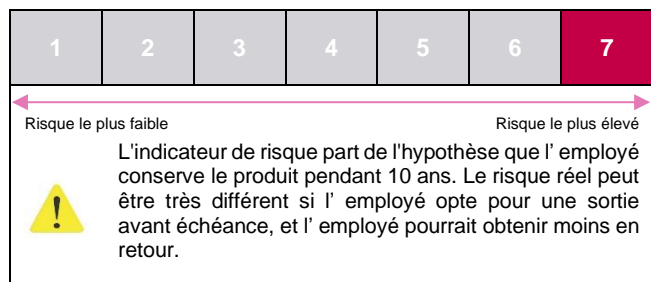 1 2 3 4 5 6 7
Risque le plus faible Risque le plus élevé
L'indicateur de risque part de l'hypothèse que l' employé
conserve le produit pendant 10 ans. Le risque réel peut
être très différent si l' employé opte pour une sortie
avant échéance, et l' employé pourrait obtenir moins en
retour.